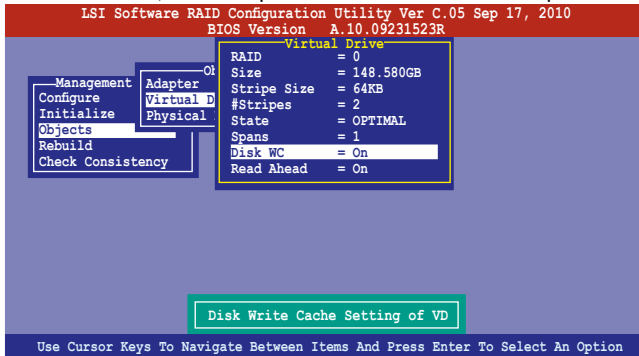 LSI Software RAID Configuration Utility Ver C.05 Sep 17, 2010
BIOS Version A.10.09231523R
Management
Configure
Initialize
Objects
Rebuild
Check Consistency
Adapter
Virtual D
Physical
Virtual Drive
RAID = 0
Size = 148.580GB
Stripe Size = 64KB
#Stripes = 2
State = OPTIMAL
Spans = 1
Disk WC = On
Read Ahead = On
Disk Write Cache Setting of VD
Use Cursor Keys To Navigate Between Items And Press Enter To Select An Option